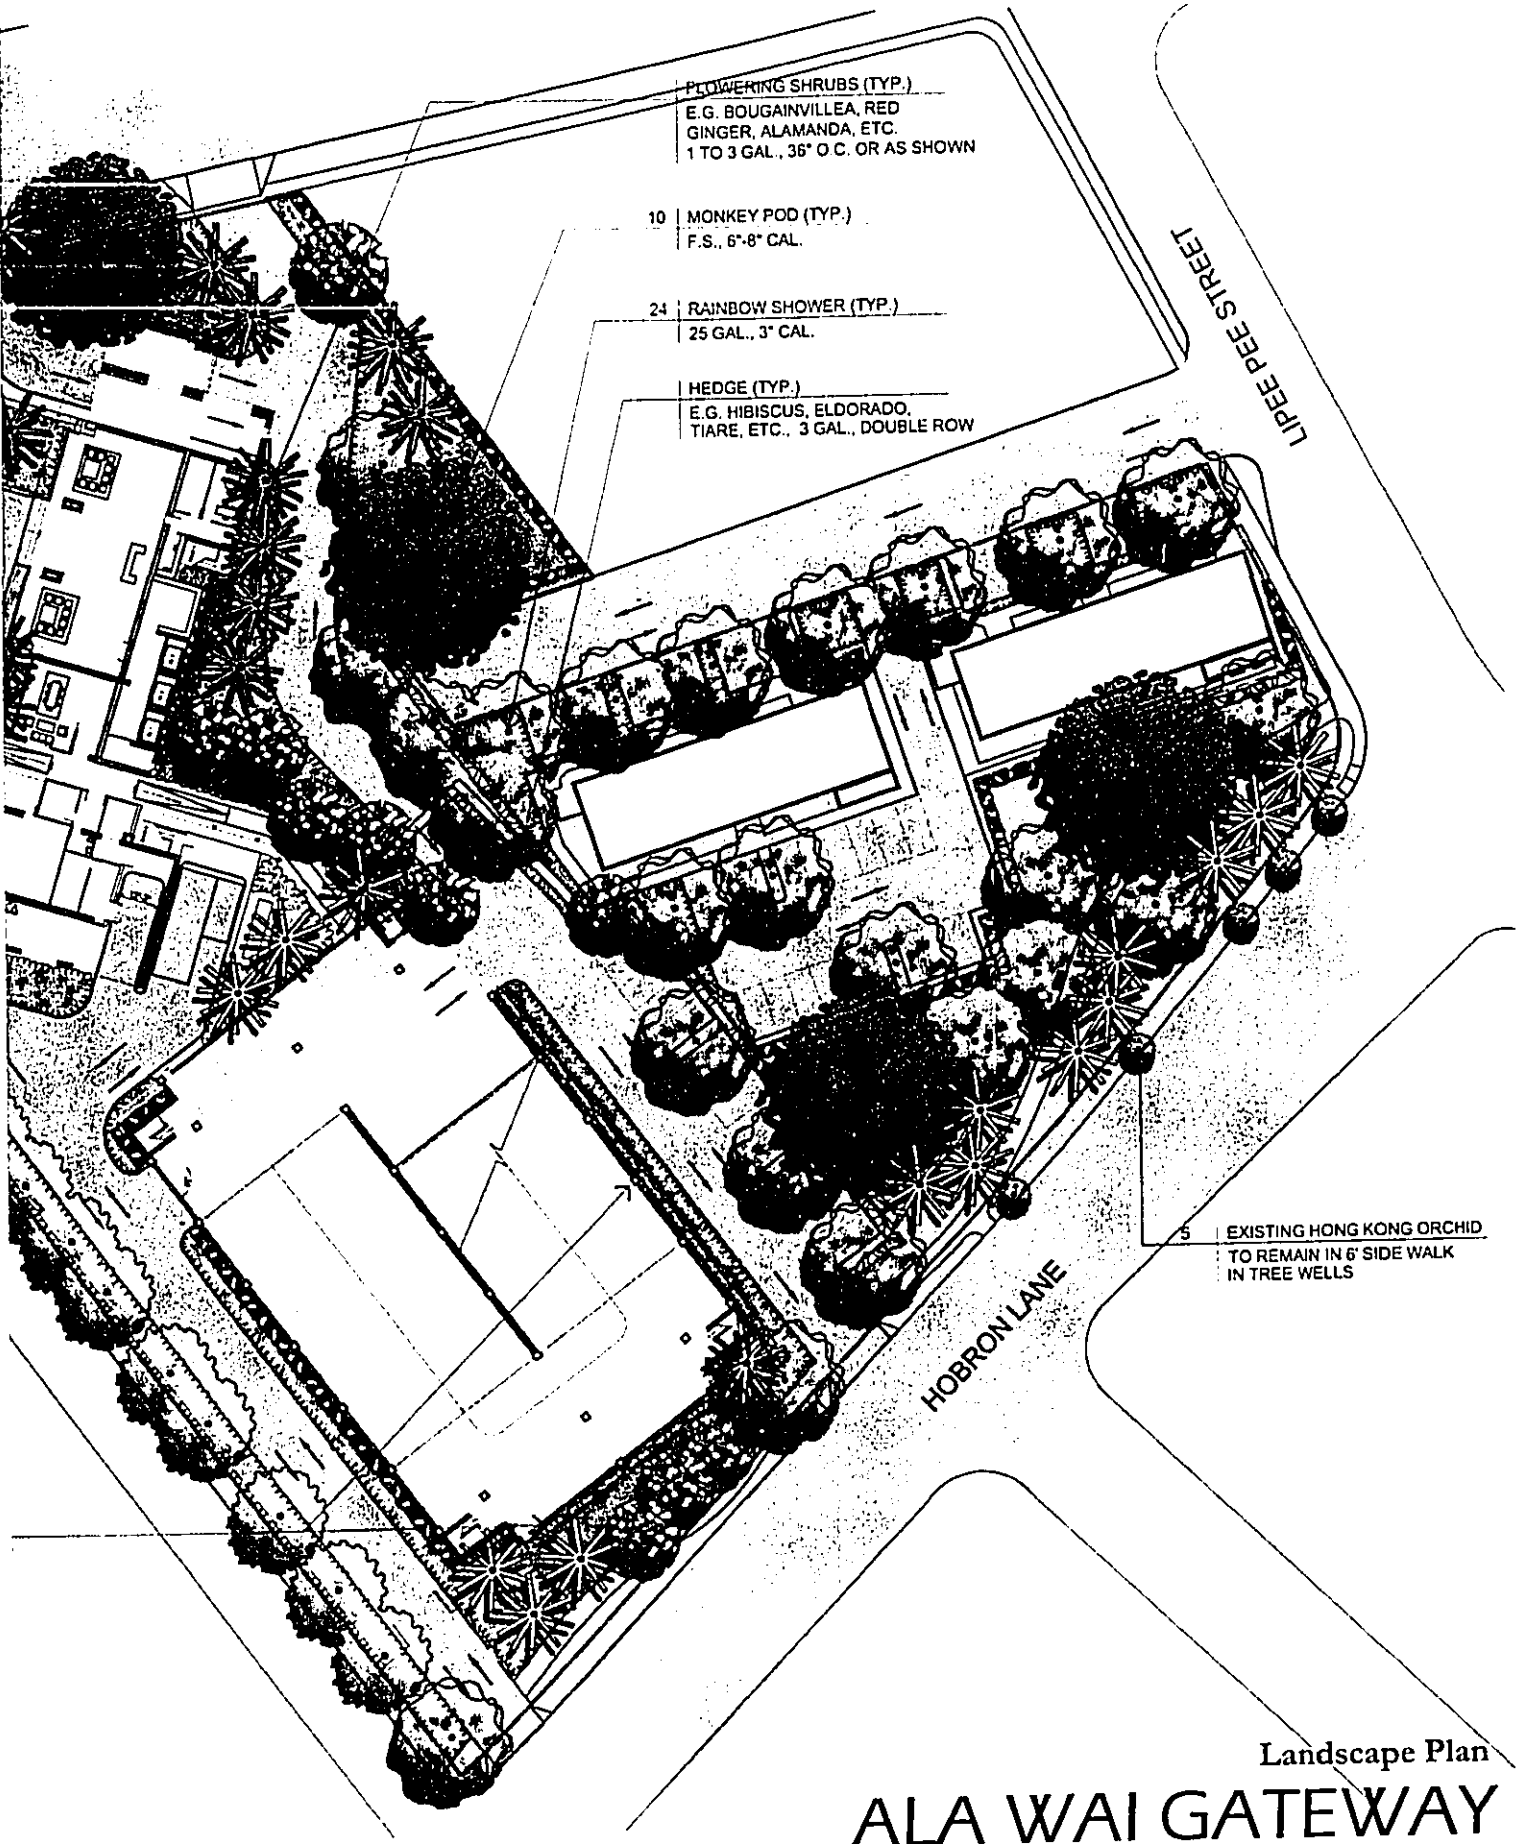 FLOWERING SHRUBS (TYP.)
E.G. BOUGAINVILLEA, RED
GINGER, ALAMANDA, ETC.
1 TO 3 GAL., 36" O.C. OR AS SHOWN
10 MONKEY POD (TYP.)
F.S., 6"-8" CAL.
24 RAINBOW SHOWER (TYP.)
25 GAL., 3" CAL.
HEDGE (TYP.)
E.G. HIBISCUS, ELDORADO,
TIARE, ETC., 3 GAL., DOUBLE ROW
LIPEE PEE STREET
5 EXISTING HONG KONG ORCHID
TO REMAIN IN 6' SIDE WALK
IN TREE WELLS
HOBRON LANE
Landscape Plan
ALA WAI GATEWAY